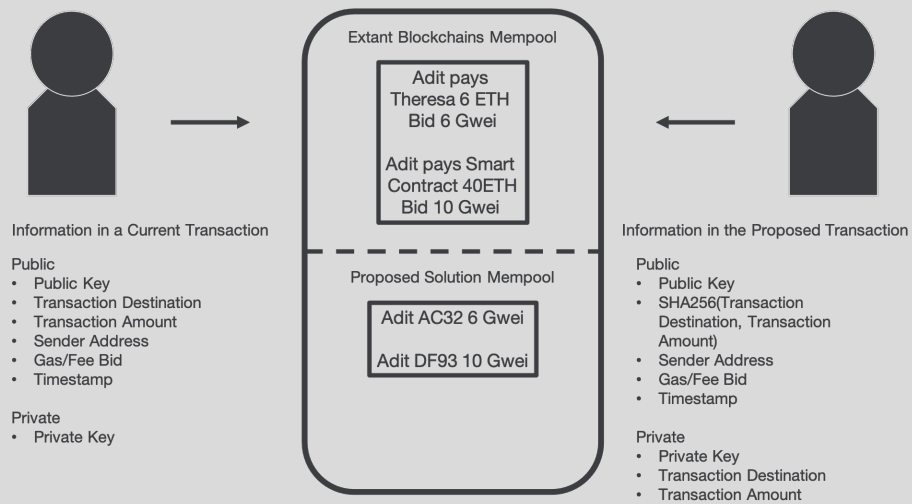 Extant Blockchains Mempool
Adit pays
Theresa 6 ETH
Bid 6 Gwei
Adit pays Smart
Contract 40ETH
Bid 10 Gwei
Information in a Current Transaction
Public
• Public Key
• Transaction Destination
• Transaction Amount
• Sender Address
• Gas/Fee Bid
• Timestamp
Private
• Private Key
Proposed Solution Mempool
Adit AC32 6 Gwei
Adit DF93 10 Gwei
Information in the Proposed Transaction
Public
• Public Key
• SHA256(Transaction
Destination, Transaction
Amount)
• Sender Address
• Gas/Fee Bid
• Timestamp
Private
• Private Key
• Transaction Destination
• Transaction Amount